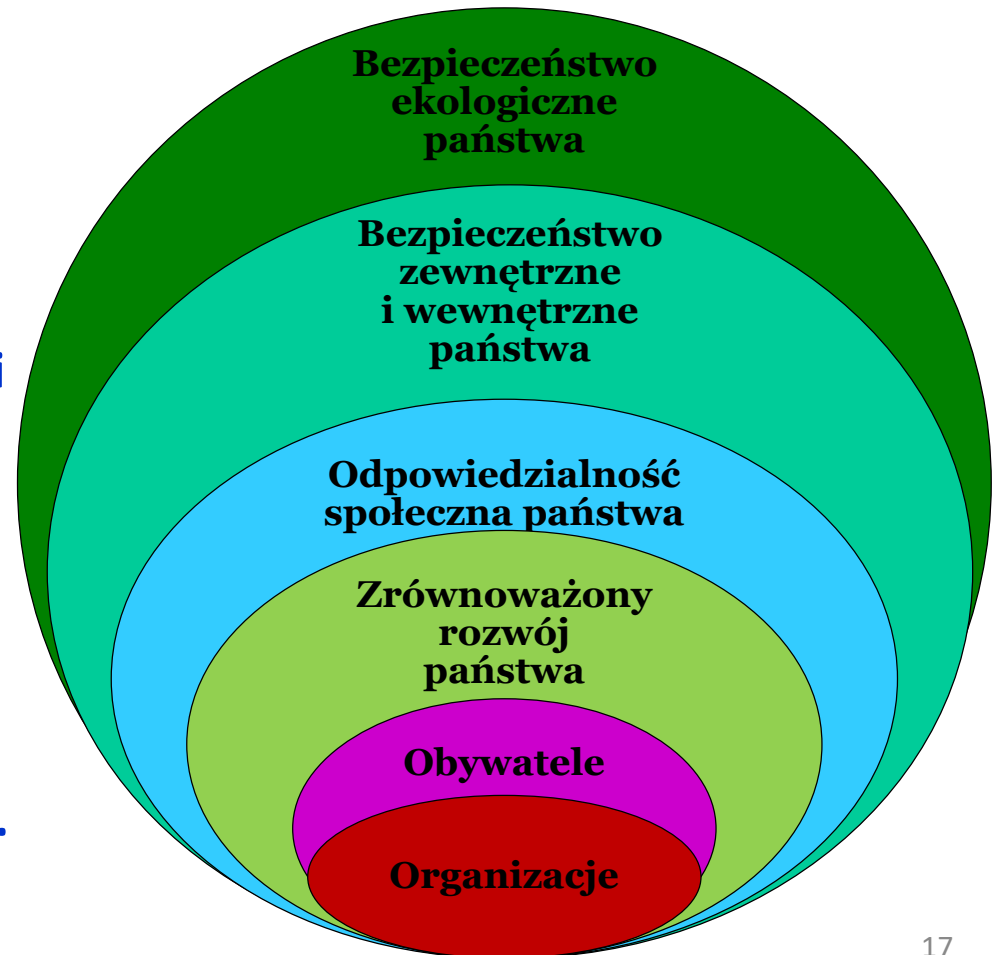 Bezpieczeństwo
ekologiczne
państwa
Bezpieczeństwo
zewnętrzne
i wewnętrzne
państwa
i
Odpowiedzialność
społeczna państwa
Zrównoważony
rozwój
państwa
Obywatele
.
Organizacje
17